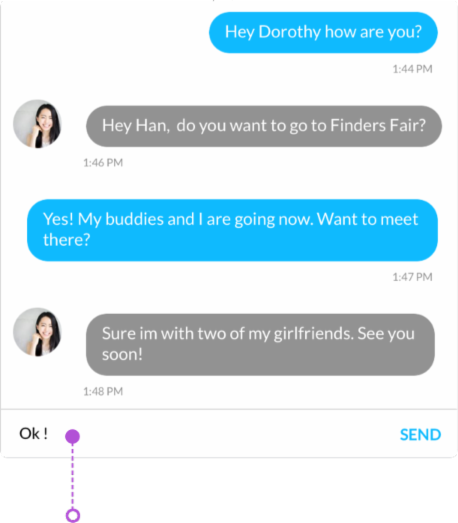 Hey Dorothy how are you?
1:44 PM
Hey Han, do you want to go to Finders Fair?
1:46 PM
Yes! My buddies and I are going now. Want to meet
there?
1:47 PM
Sure im with two of my girlfriends. See you
soon!
1:48 PM
Ok ! SEND